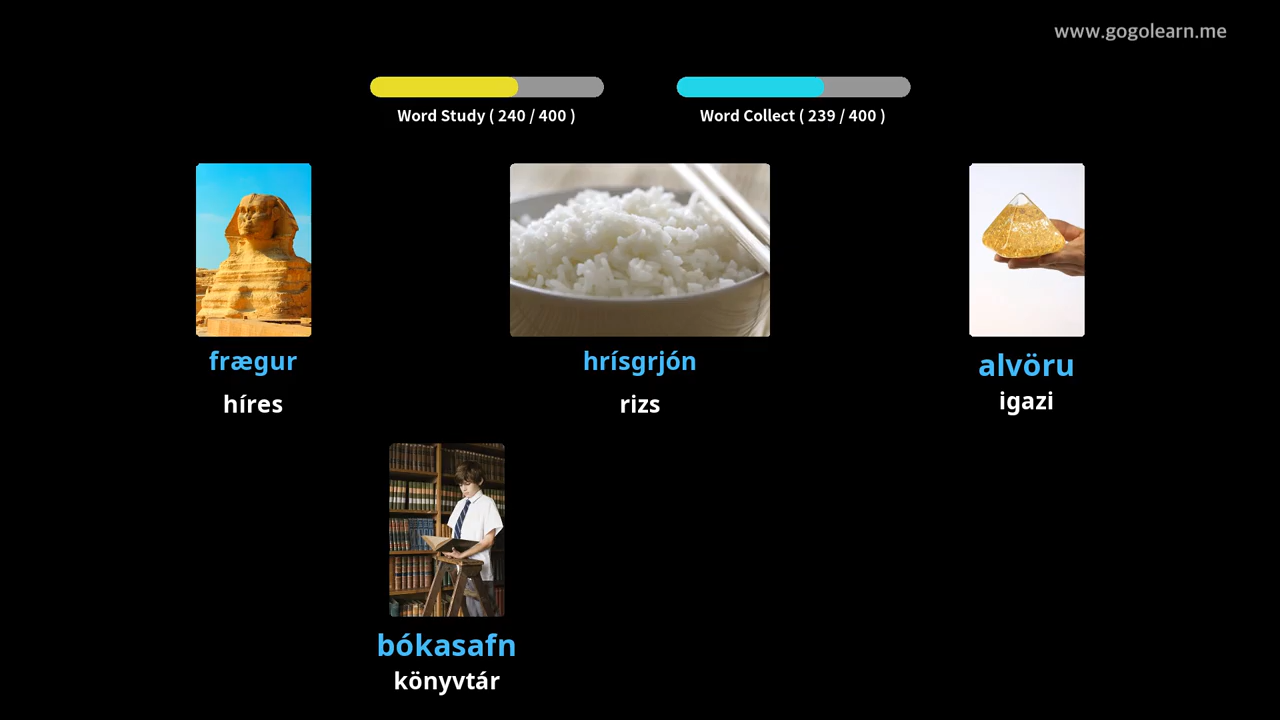 www.gogolearn.me
Word Study ( 240 / 400 )
Word Collect ( 239 / 400 )
frægur
hrísgrjón
alvöru
híres
rizs
igazi
bókasafn
könyvtár